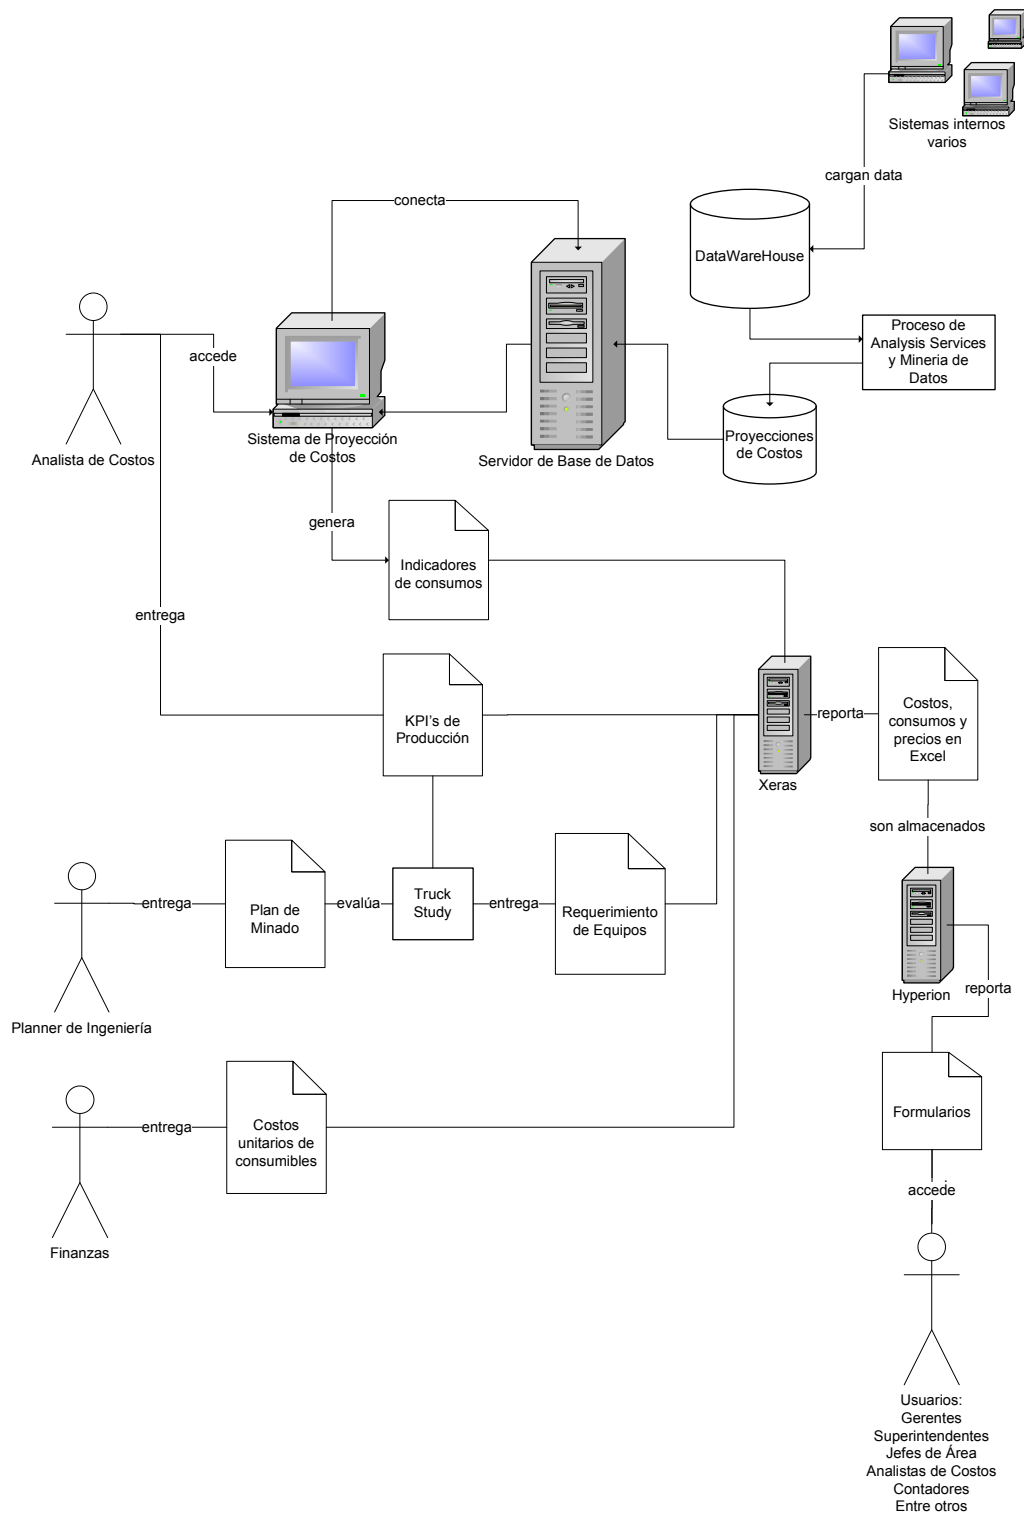 Sistemas internos
varios
cargan data
conecta
DataWareHouse
Proceso de
Analysis Services
y Mineria de
Datos
accede
Analista de Costos
Sistema de Proyección
de Costos
Servidor de Base de Datos
Proyecciones
de Costos
genera
Indicadores
de consumos
entrega
KPI's de
Producción
Xeras
reporta
Costos,
consumos y
precios en
Excel
son almacenados
Planner de Ingeniería
entrega
Plan de
Minado
evalúa
Truck
Study
entrega
Requerimiento
de Equipos
Hyperion
reporta
Finanzas
entrega
Costos
unitarios de
consumibles
Formularios
accede
Usuarios:
Gerentes
Superintendentes
Jefes de Área
Analistas de Costos
Contadores
Entre otros